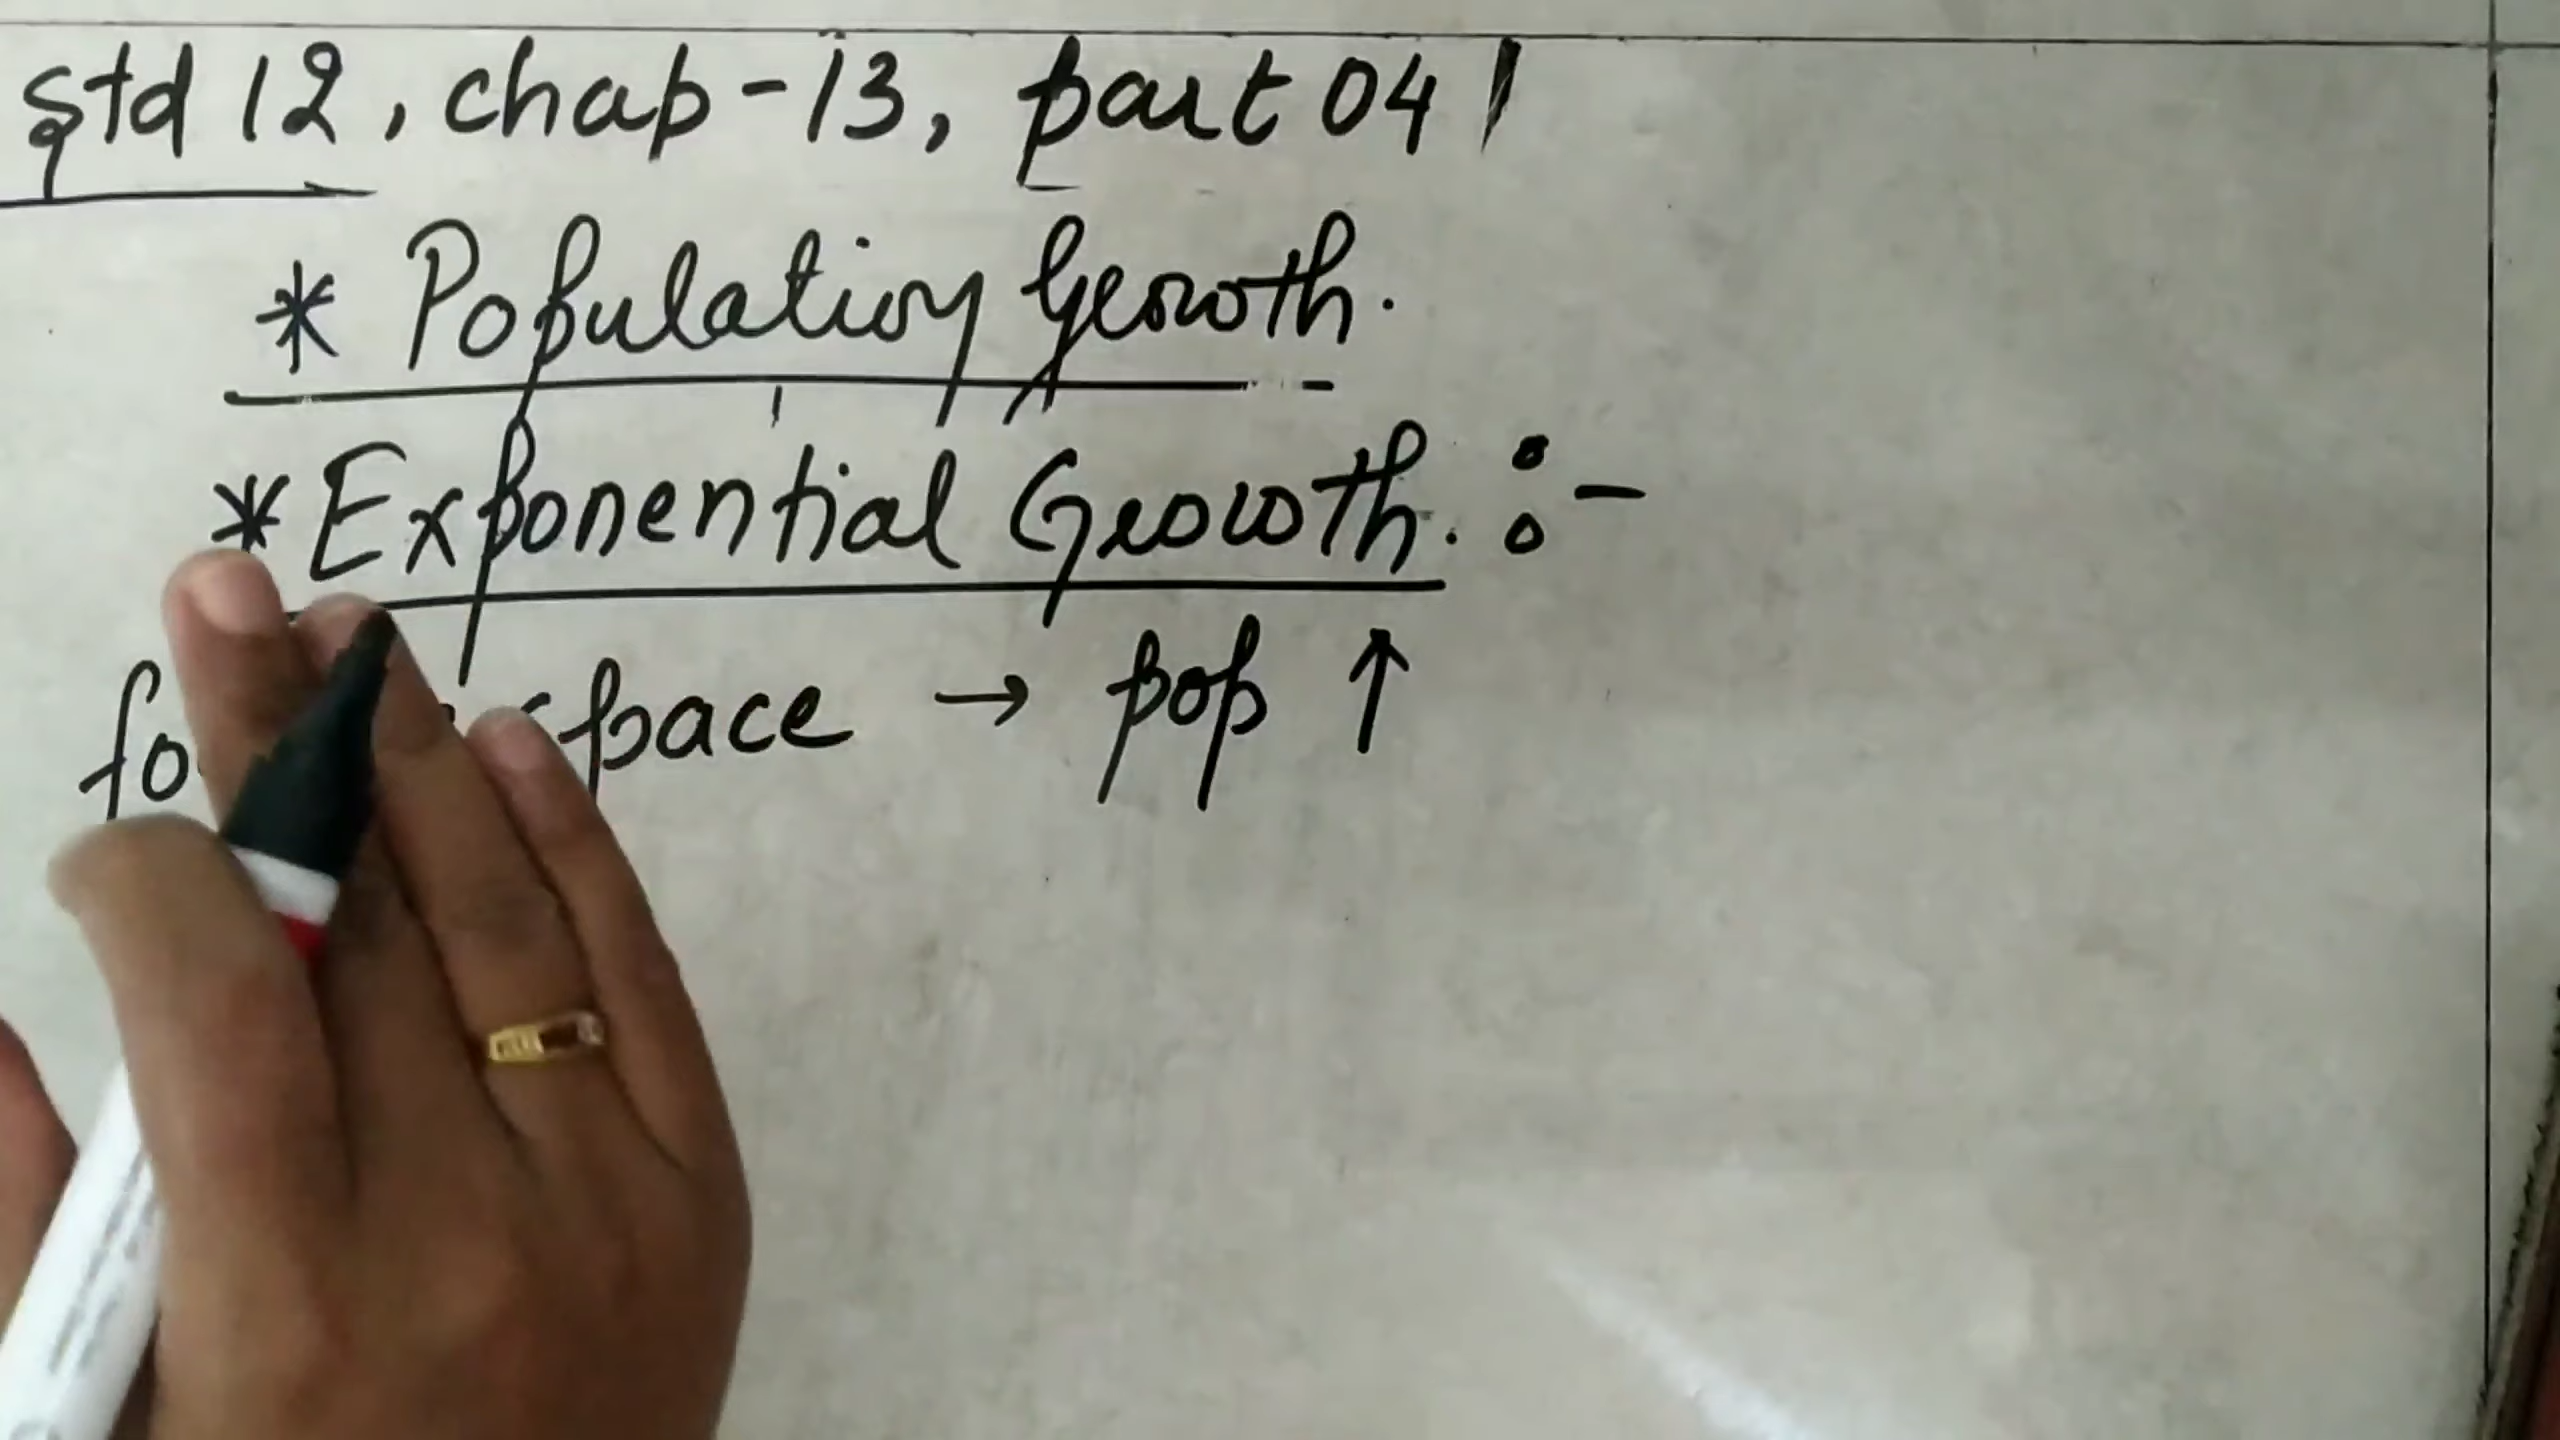 std 12, chap-13, part 04
* Population Growth.
* Exponential Growth. :-
space → pop ↑